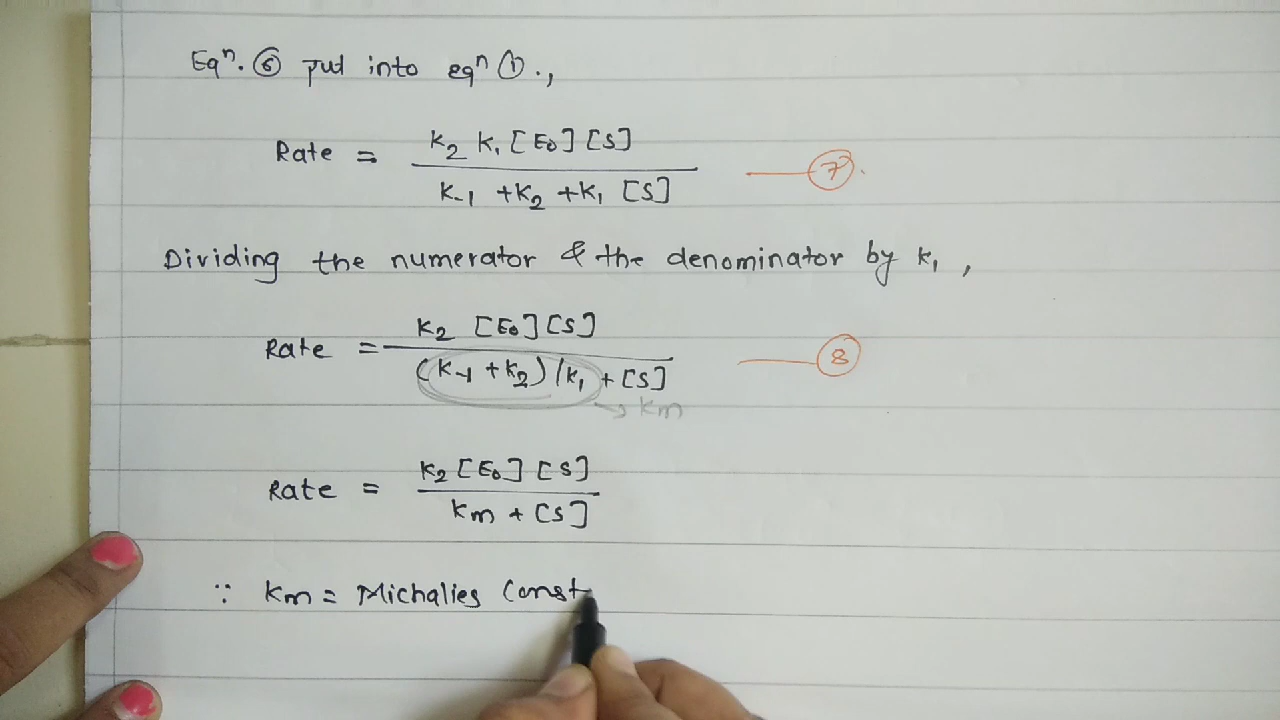 Eqⁿ. ⑥ put into eqⁿ ①.,
Rate = k₂ k₁ [E₀] [S] / k₋₁ + k₂ + k₁ [S] — ⑦.
Dividing the numerator & the denominator by k₁ ,
Rate = k₂ [E₀] [S] / (k₋₁ + k₂) / k₁ + [S] — ⑧
→ Km
Rate = k₂ [E₀] [S] / Km + [S]
∵ Km = Michalies Const